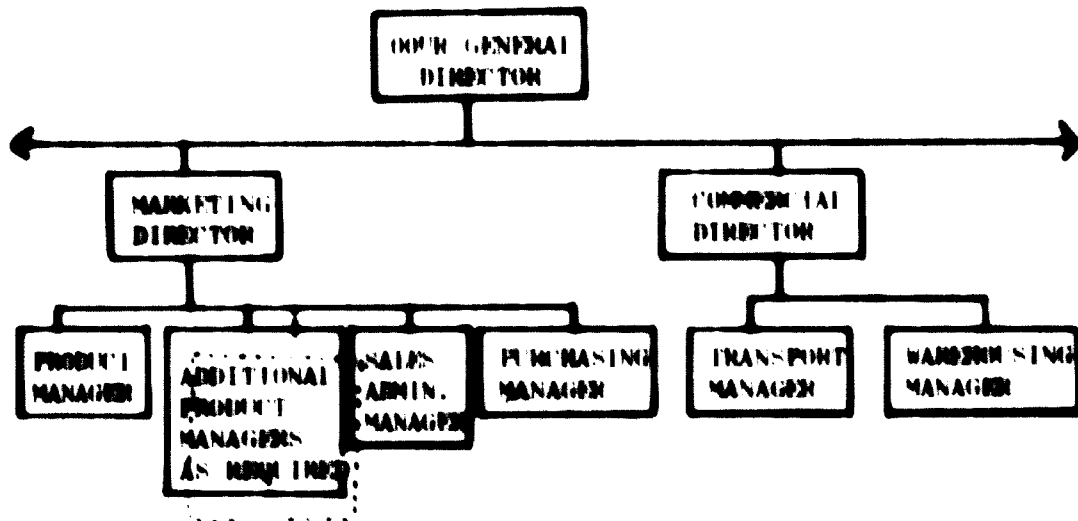 GENERAL
DIRECTOR
MARKETING
DIRECTOR
COMMERCIAL
DIRECTOR
PRODUCT
MANAGER
ADDITIONAL
PRODUCT
MANAGERS
AS REQUIRED
SALES
ADMIN.
MANAGER
PURCHASING
MANAGER
TRANSPORT
MANAGER
WAREHOUSING
MANAGER